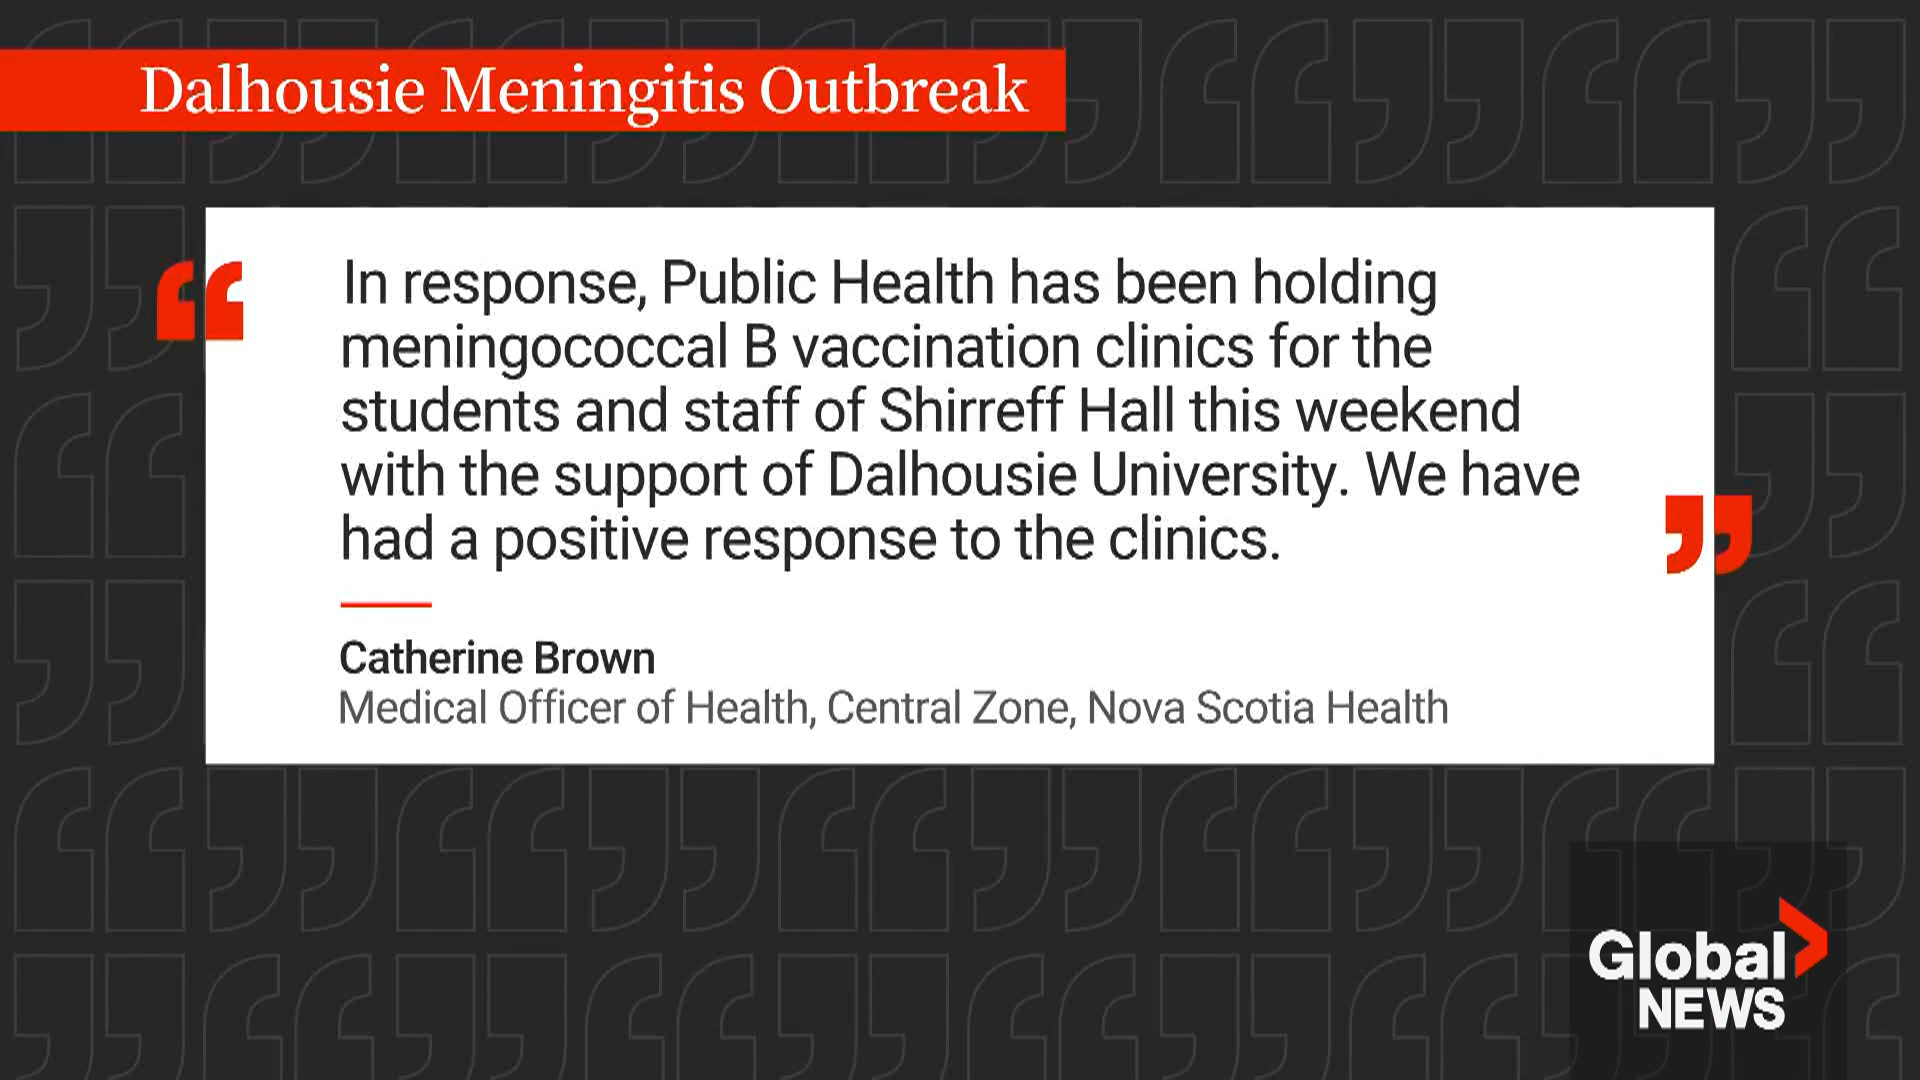 Dalhousie Meningitis Outbreak
In response, Public Health has been holding
meningococcal B vaccination clinics for the
students and staff of Shirreff Hall this weekend
with the support of Dalhousie University. We have
had a positive response to the clinics.
Catherine Brown
Medical Officer of Health, Central Zone, Nova Scotia Health
Global
NEWS